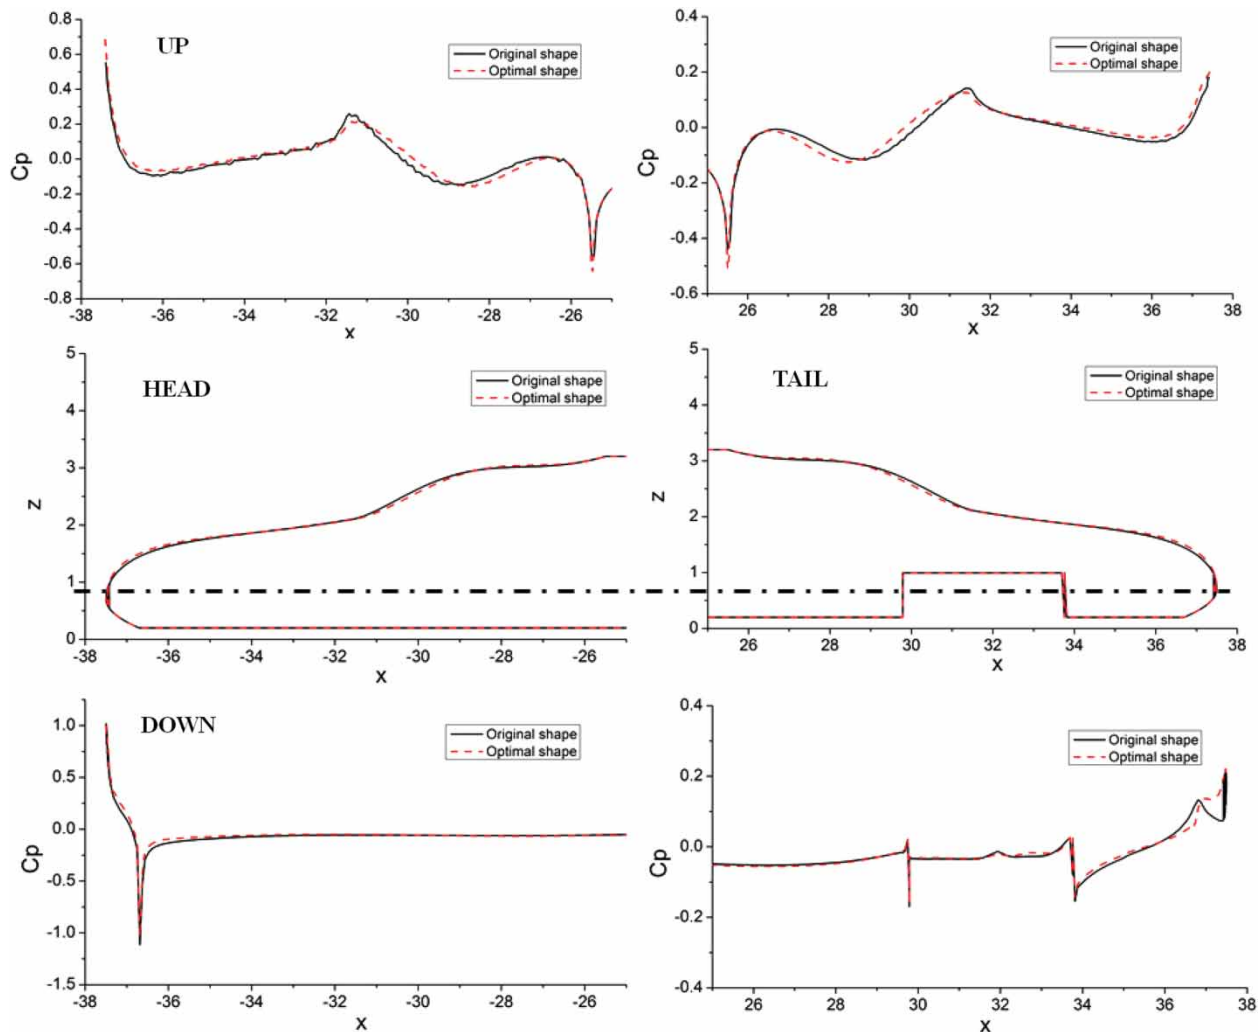 UP
Original shape
Optimal shape
Cp
0.8
0.6
0.4
0.2
0.0
-0.2
-0.4
-0.6
-0.8
-38 -36 -34 -32 -30 -28 -26
x
Original shape
Optimal shape
Cp
0.4
0.2
0.0
-0.2
-0.4
-0.6
26 28 30 32 34 36 38
x
HEAD
Original shape
Optimal shape
z
5
4
3
2
1
0
-38 -36 -34 -32 -30 -28 -26
x
TAIL
Original shape
Optimal shape
z
5
4
3
2
1
0
26 28 30 32 34 36 38
x
DOWN
Original shape
Optimal shape
Cp
1.0
0.5
0.0
-0.5
-1.0
-1.5
-38 -36 -34 -32 -30 -28 -26
x
Original shape
Optimal shape
Cp
0.4
0.2
0.0
-0.2
-0.4
26 28 30 32 34 36 38
x